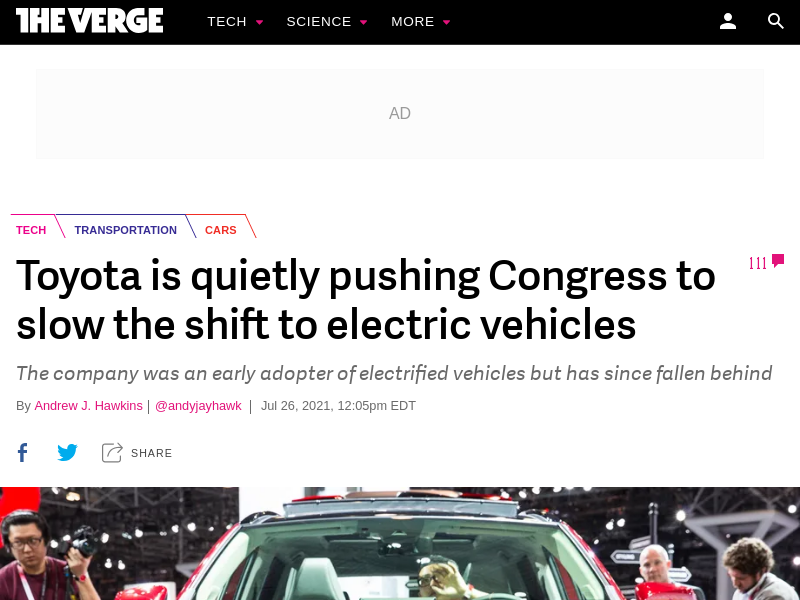 THE VERGE TECH SCIENCE MORE
AD
TECH TRANSPORTATION CARS
Toyota is quietly pushing Congress to
slow the shift to electric vehicles
111
The company was an early adopter of electrified vehicles but has since fallen behind
By Andrew J. Hawkins | @andyjayhawk | Jul 26, 2021, 12:05pm EDT
SHARE